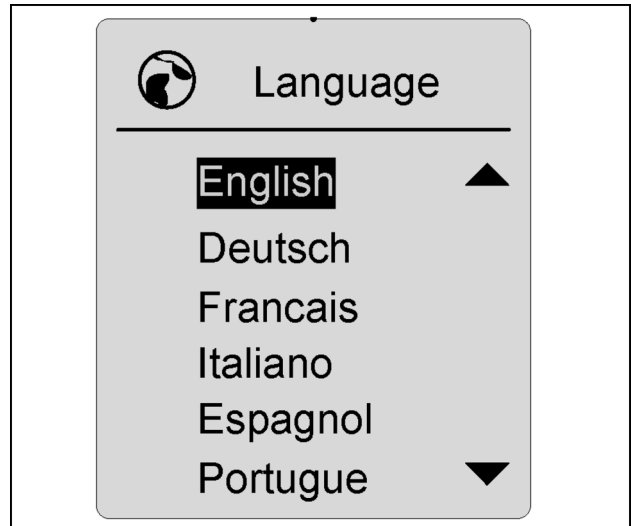 Language
English
Deutsch
Francais
Italiano
Espagnol
Portugue